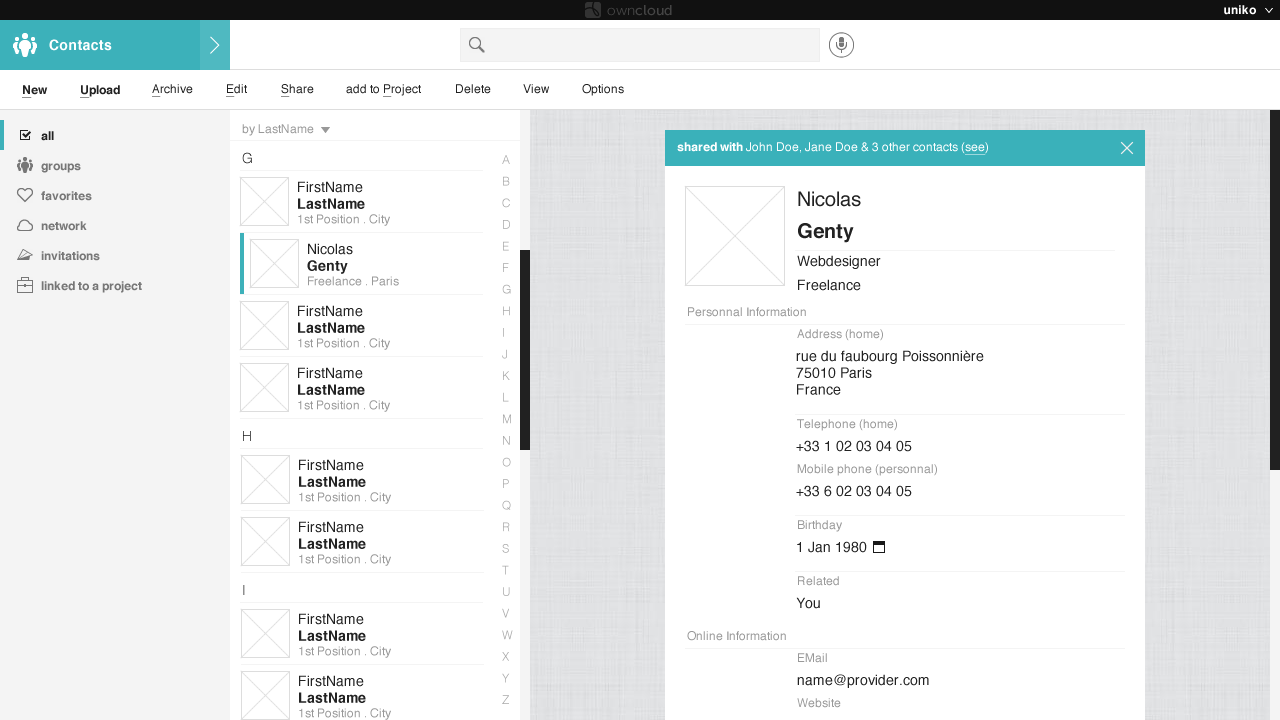 owncloud
uniko
Contacts
New Upload Archive Edit Share add to Project Delete View Options
all
groups
favorites
network
invitations
linked to a project
by LastName
G
FirstName
LastName
1st Position . City
Nicolas
Genty
Freelance . Paris
FirstName
LastName
1st Position . City
FirstName
LastName
1st Position . City
H
FirstName
LastName
1st Position . City
FirstName
LastName
1st Position . City
I
FirstName
LastName
1st Position . City
FirstName
LastName
1st Position . City
A
B
C
D
E
F
G
H
I
J
K
L
M
N
O
P
Q
R
S
T
U
V
W
X
Y
Z
shared with John Doe, Jane Doe & 3 other contacts (see)
Nicolas
Genty
Webdesigner
Freelance
Personnal Information
Address (home)
rue du faubourg Poissonnière
75010 Paris
France
Telephone (home)
+33 1 02 03 04 05
Mobile phone (personnal)
+33 6 02 03 04 05
Birthday
1 Jan 1980
Related
You
Online Information
EMail
name@provider.com
Website